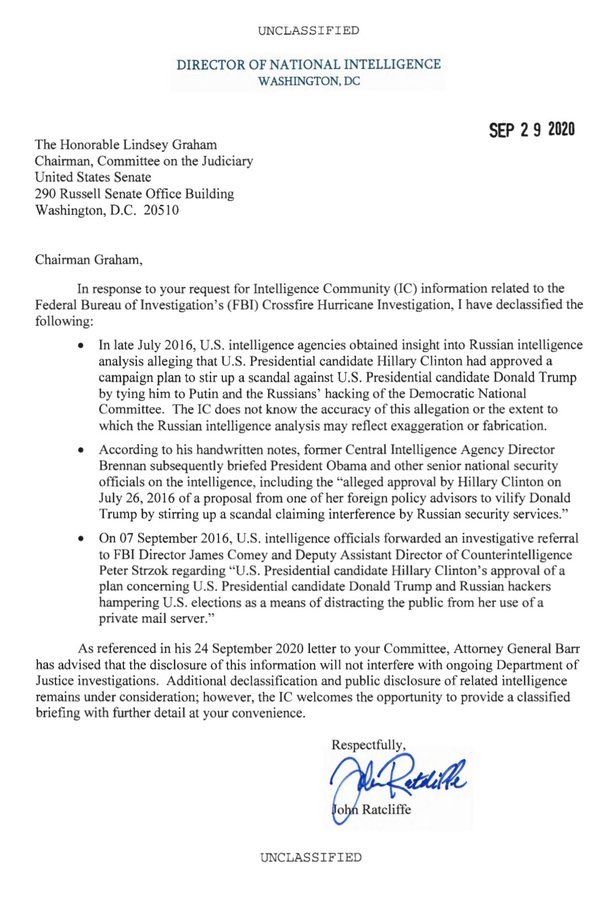 UNCLASSIFIED
DIRECTOR OF NATIONAL INTELLIGENCE
WASHINGTON, DC
SEP 29 2020
The Honorable Lindsey Graham
Chairman, Committee on the Judiciary
United States Senate
290 Russell Senate Office Building
Washington, D.C. 20510
Chairman Graham,
In response to your request for Intelligence Community (IC) information related to the
Federal Bureau of Investigation's (FBI) Crossfire Hurricane Investigation, I have declassified the
following:
• In late July 2016, U.S. intelligence agencies obtained insight into Russian intelligence
analysis alleging that U.S. Presidential candidate Hillary Clinton had approved a
campaign plan to stir up a scandal against U.S. Presidential candidate Donald Trump
by tying him to Putin and the Russians' hacking of the Democratic National
Committee. The IC does not know the accuracy of this allegation or the extent to
which the Russian intelligence analysis may reflect exaggeration or fabrication.
• According to his handwritten notes, former Central Intelligence Agency Director
Brennan subsequently briefed President Obama and other senior national security
officials on the intelligence, including the "alleged approval by Hillary Clinton on
July 26, 2016 of a proposal from one of her foreign policy advisors to vilify Donald
Trump by stirring up a scandal claiming interference by Russian security services."
• On 07 September 2016, U.S. intelligence officials forwarded an investigative referral
to FBI Director James Comey and Deputy Assistant Director of Counterintelligence
Peter Strzok regarding "U.S. Presidential candidate Hillary Clinton's approval of a
plan concerning U.S. Presidential candidate Donald Trump and Russian hackers
hampering U.S. elections as a means of distracting the public from her use of a
private mail server."
As referenced in his 24 September 2020 letter to your Committee, Attorney General Barr
has advised that the disclosure of this information will not interfere with ongoing Department of
Justice investigations. Additional declassification and public disclosure of related intelligence
remains under consideration; however, the IC welcomes the opportunity to provide a classified
briefing with further detail at your convenience.
Respectfully,
John Ratcliffe
John Ratcliffe
UNCLASSIFIED